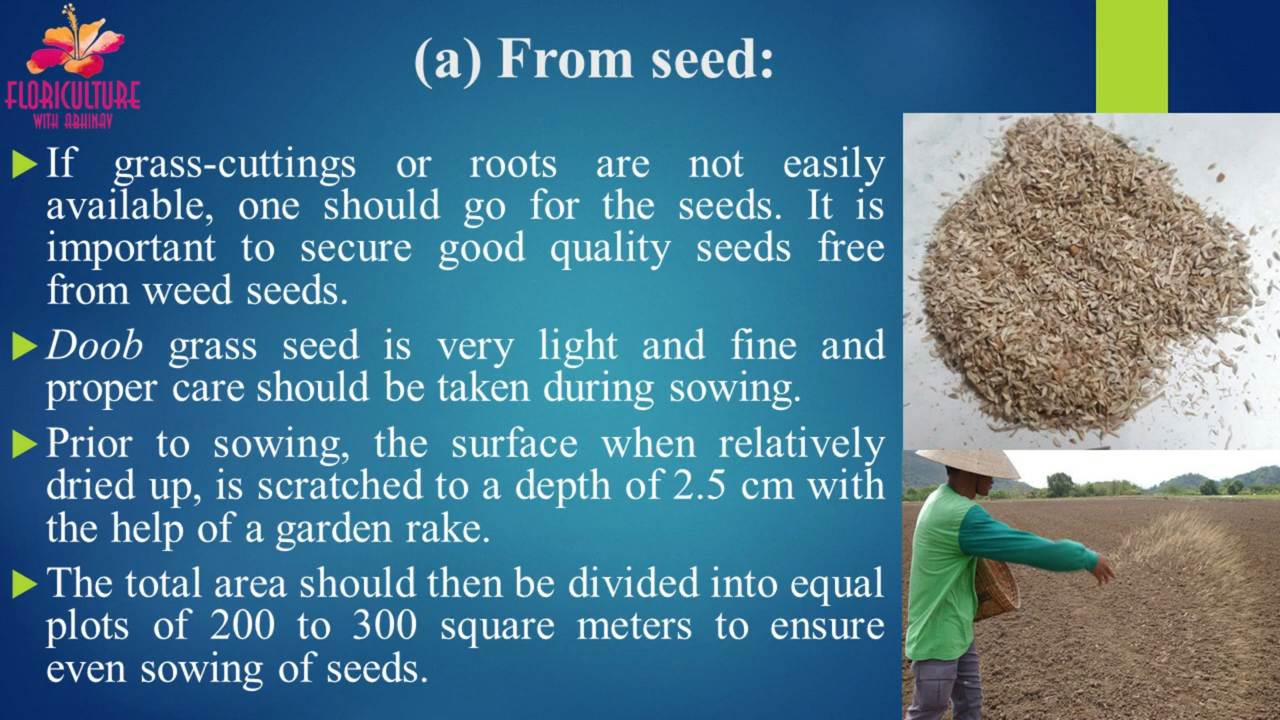 FLORICULTURE
WITH ABHINAV
(a) From seed:
If grass-cuttings or roots are not easily
available, one should go for the seeds. It is
important to secure good quality seeds free
from weed seeds.
Doob grass seed is very light and fine and
proper care should be taken during sowing.
Prior to sowing, the surface when relatively
dried up, is scratched to a depth of 2.5 cm with
the help of a garden rake.
The total area should then be divided into equal
plots of 200 to 300 square meters to ensure
even sowing of seeds.